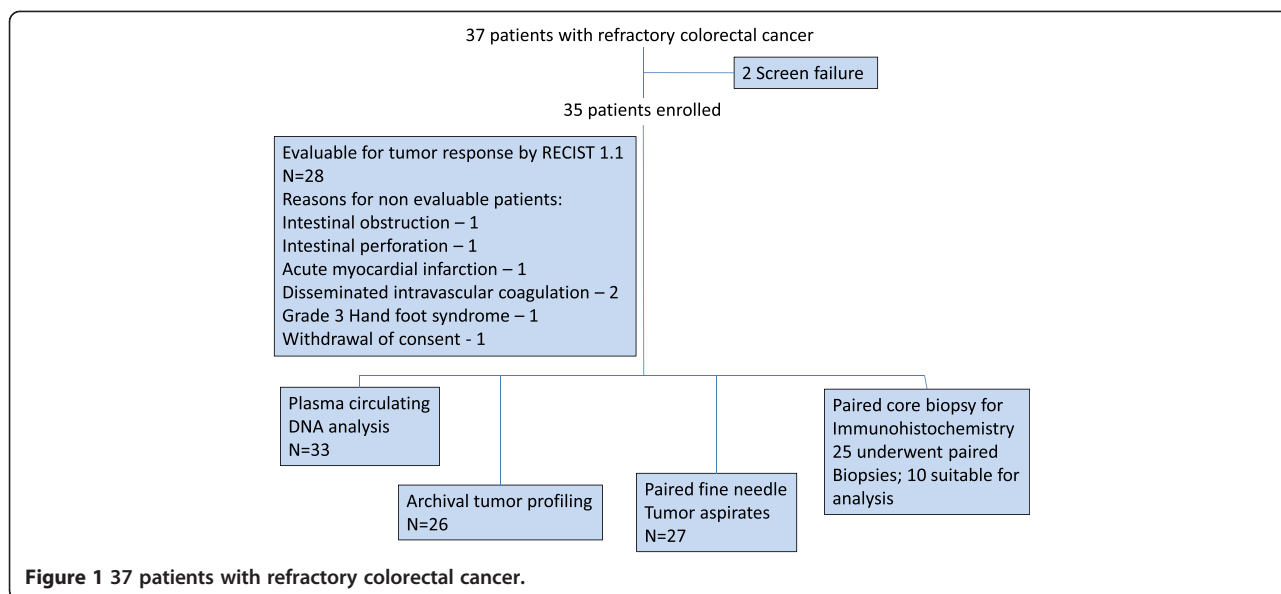 37 patients with refractory colorectal cancer
2 Screen failure
35 patients enrolled
Evaluable for tumor response by RECIST 1.1
N=28
Reasons for non evaluable patients:
Intestinal obstruction – 1
Intestinal perforation – 1
Acute myocardial infarction – 1
Disseminated intravascular coagulation – 2
Grade 3 Hand foot syndrome – 1
Withdrawal of consent - 1
Plasma circulating
DNA analysis
N=33
Archival tumor profiling
N=26
Paired fine needle
Tumor aspirates
N=27
Paired core biopsy for
Immunohistochemistry
25 underwent paired
Biopsies; 10 suitable for
analysis
Figure 1 37 patients with refractory colorectal cancer.